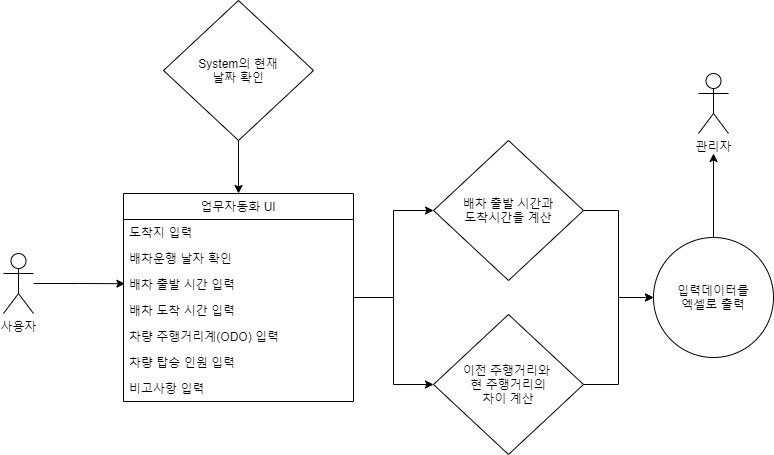 System의 현재
날짜 확인
관리자
업무자동화 UI
도착지 입력
배차운행 날자 확인
배차 출발 시간 입력
배차 도착 시간 입력
차량 주행거리계(ODO) 입력
차량 탑승 인원 입력
비고사항 입력
사용자
배차 출발 시간과
도착시간을 계산
이전 주행거리와
현 주행거리의
차이 계산
입력데이터를
엑셀로 출력